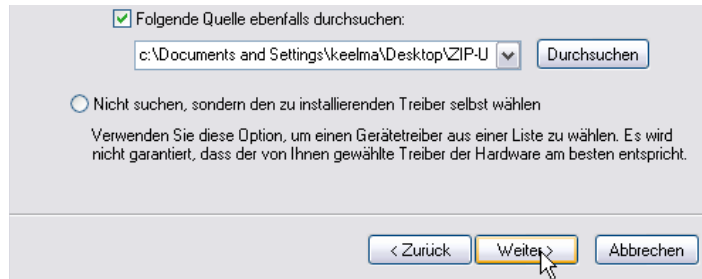 Folgende Quelle ebenfalls durchsuchen:
c:\Documents and Settings\keelma\Desktop\ZIP-U
Durchsuchen
Nicht suchen, sondern den zu installierenden Treiber selbst wählen
Verwenden Sie diese Option, um einen Gerätetreiber aus einer Liste zu wählen. Es wird
nicht garantiert, dass der von Ihnen gewählte Treiber der Hardware am besten entspricht.
< Zurück
Weiter >
Abbrechen